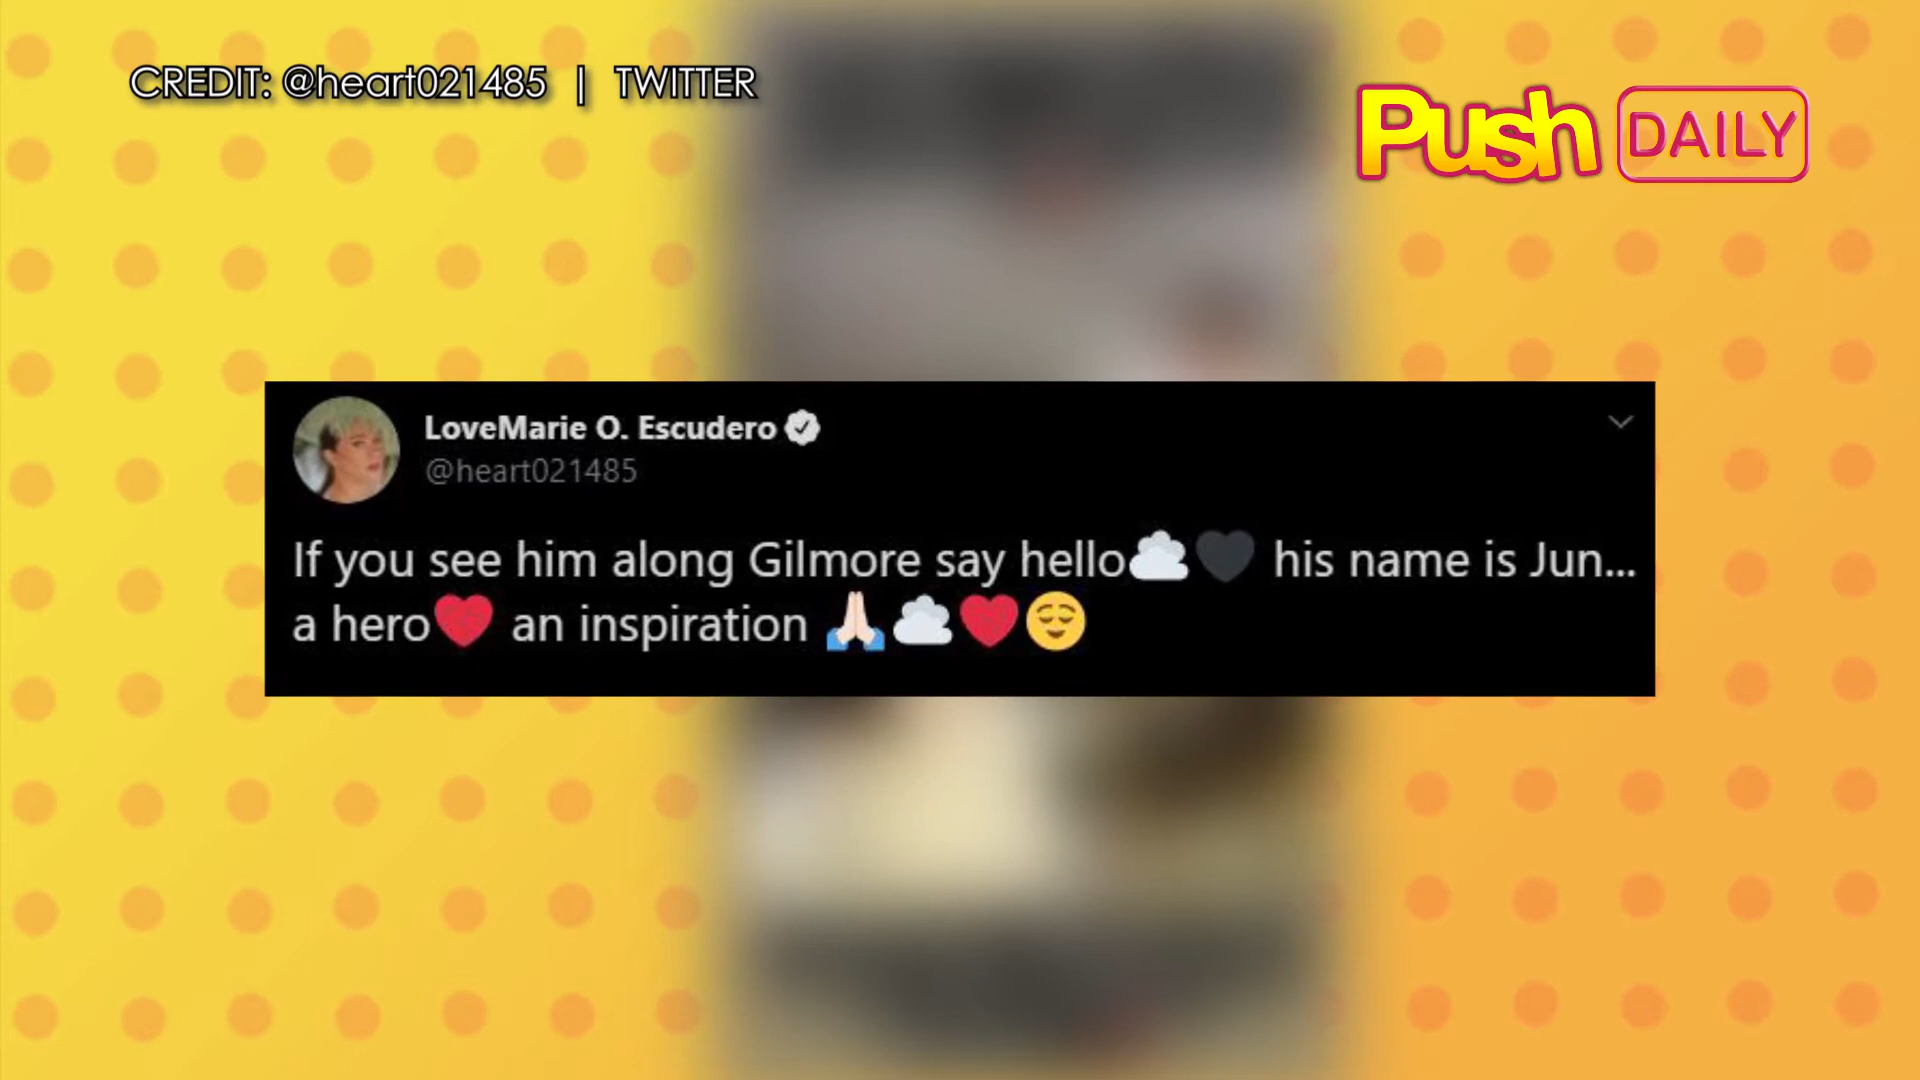 CREDIT: @heart021485 | TWITTER
Push DAILY
LoveMarie O. Escudero
@heart021485
If you see him along Gilmore say hello☁️🖤 his name is Jun...
a hero❤️ an inspiration 🙏🏻☁️❤️😌